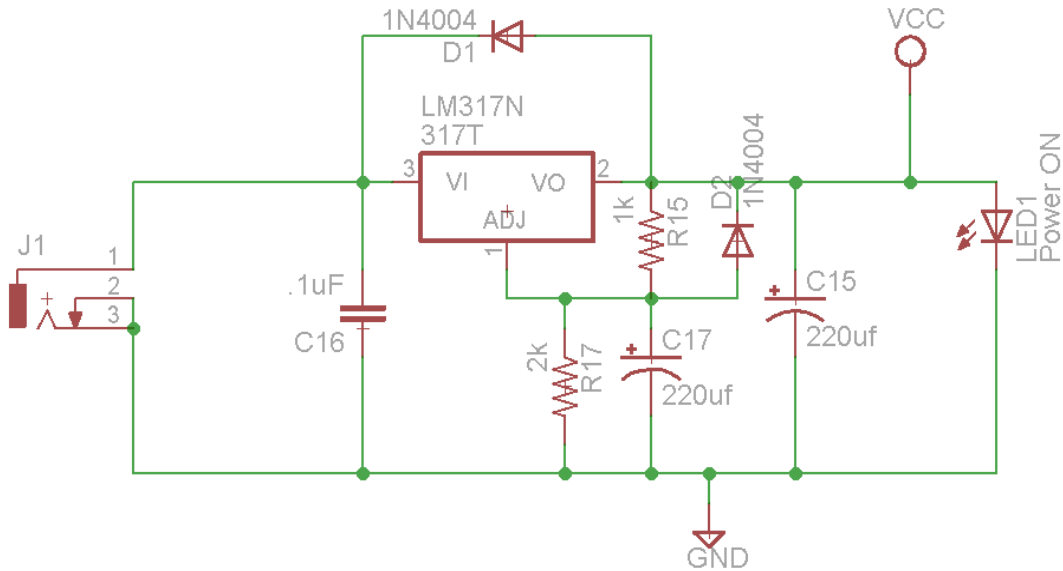 1N4004
D1
VCC
LM317N
317T
3
VI
VO
2
ADJ
1
1k
R15
D2
1N4004
LED1
Power ON
J1
1
2
3
.1uF
C16
2k
R17
C17
220uf
C15
220uf
GND